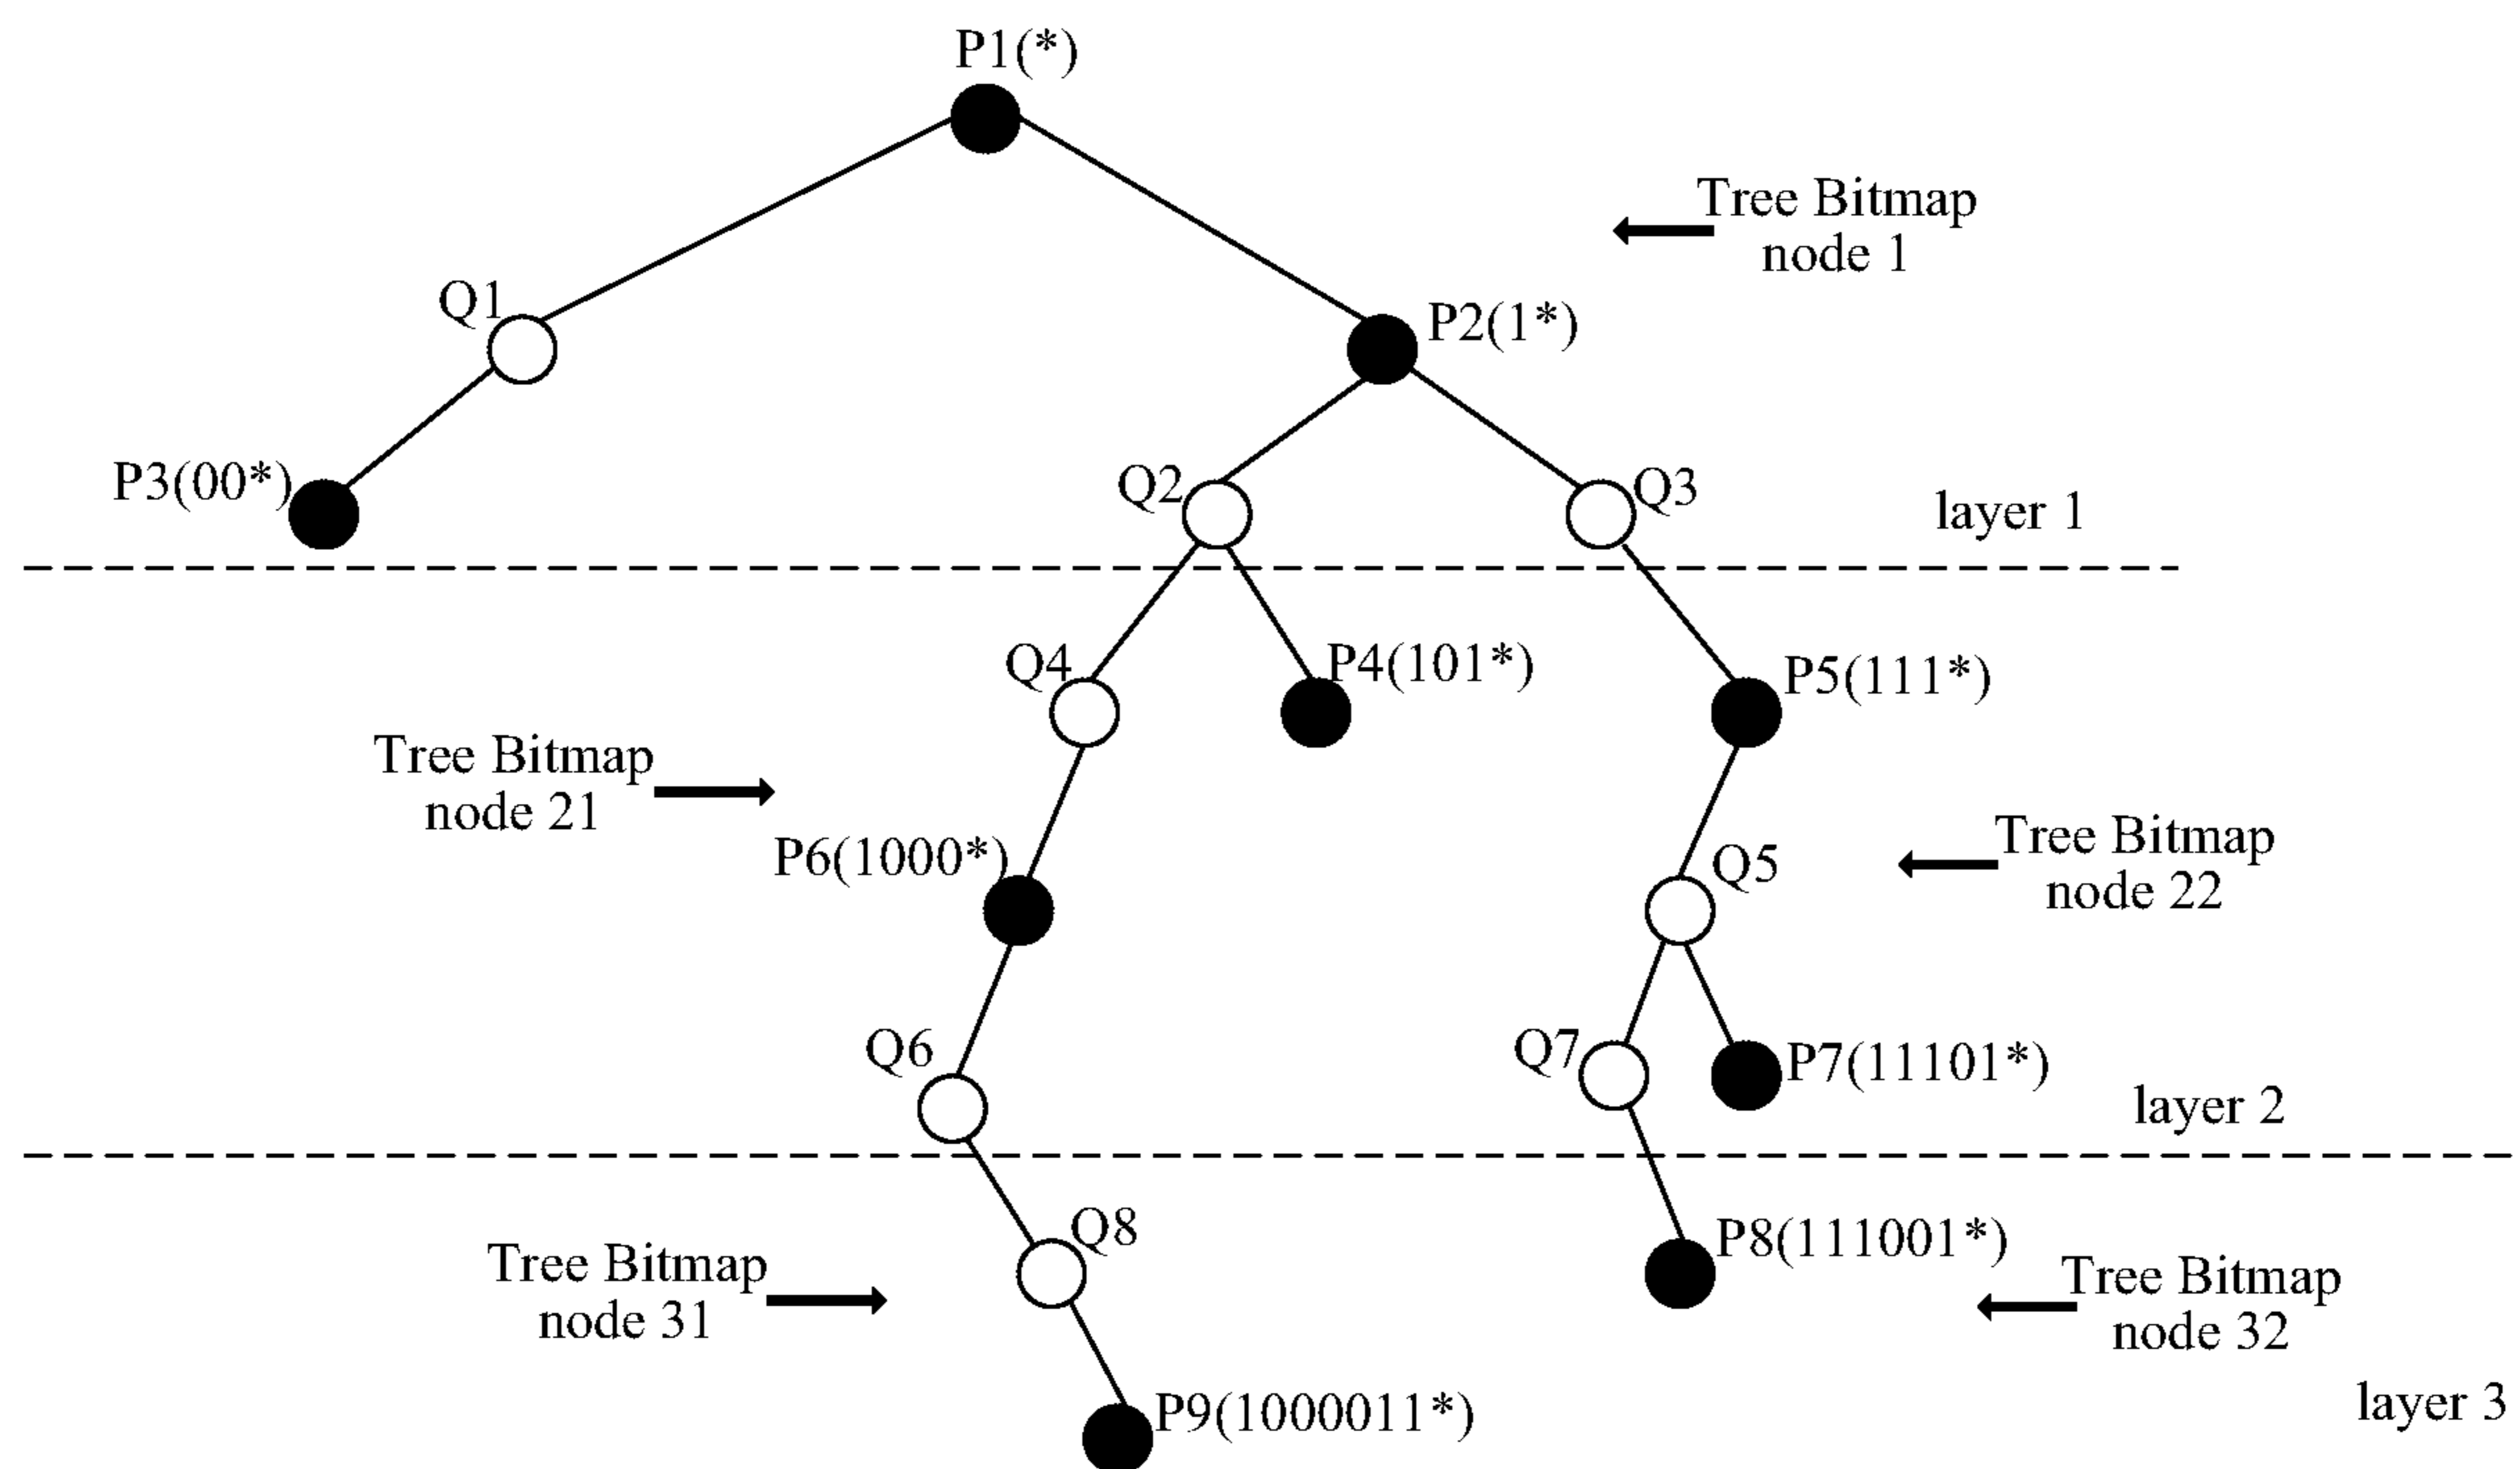 P1(*)
Tree Bitmap
node 1
Q1
P2(1*)
P3(00*)
Q2
Q3
layer 1
Q4
P4(101*)
P5(111*)
Tree Bitmap
node 21
P6(1000*)
Q5
Tree Bitmap
node 22
Q6
Q7
P7(11101*)
layer 2
Q8
P8(111001*)
Tree Bitmap
node 31
Tree Bitmap
node 32
P9(1000011*)
layer 3